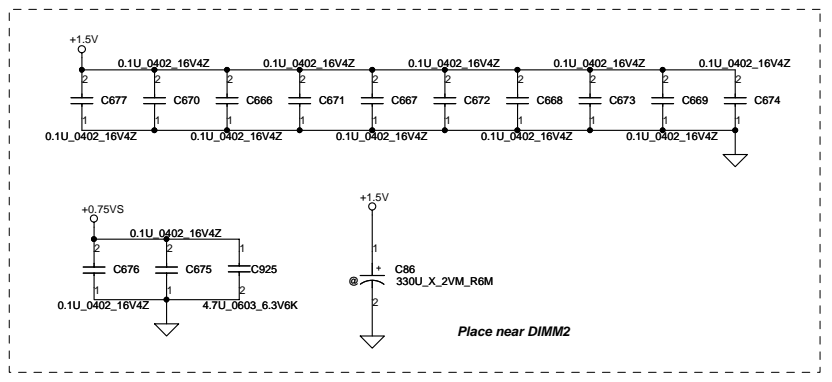 +1.5V
0.1U_0402_16V4Z 0.1U_0402_16V4Z 0.1U_0402_16V4Z 0.1U_0402_16V4Z 0.1U_0402_16V4Z
2 2 2 2 2 2 2 2 2 2
C677 C670 C666 C671 C667 C672 C668 C673 C669 C674
1 1 1 1 1 1 1 1 1 1
0.1U_0402_16V4Z 0.1U_0402_16V4Z 0.1U_0402_16V4Z 0.1U_0402_16V4Z 0.1U_0402_16V4Z
+0.75VS
0.1U_0402_16V4Z
2 2 1
C676 C675 C925
1 1 2
0.1U_0402_16V4Z 4.7U_0603_6.3V6K
+1.5V
1
+ C86
@ 330U_X_2VM_R6M
2
Place near DIMM2